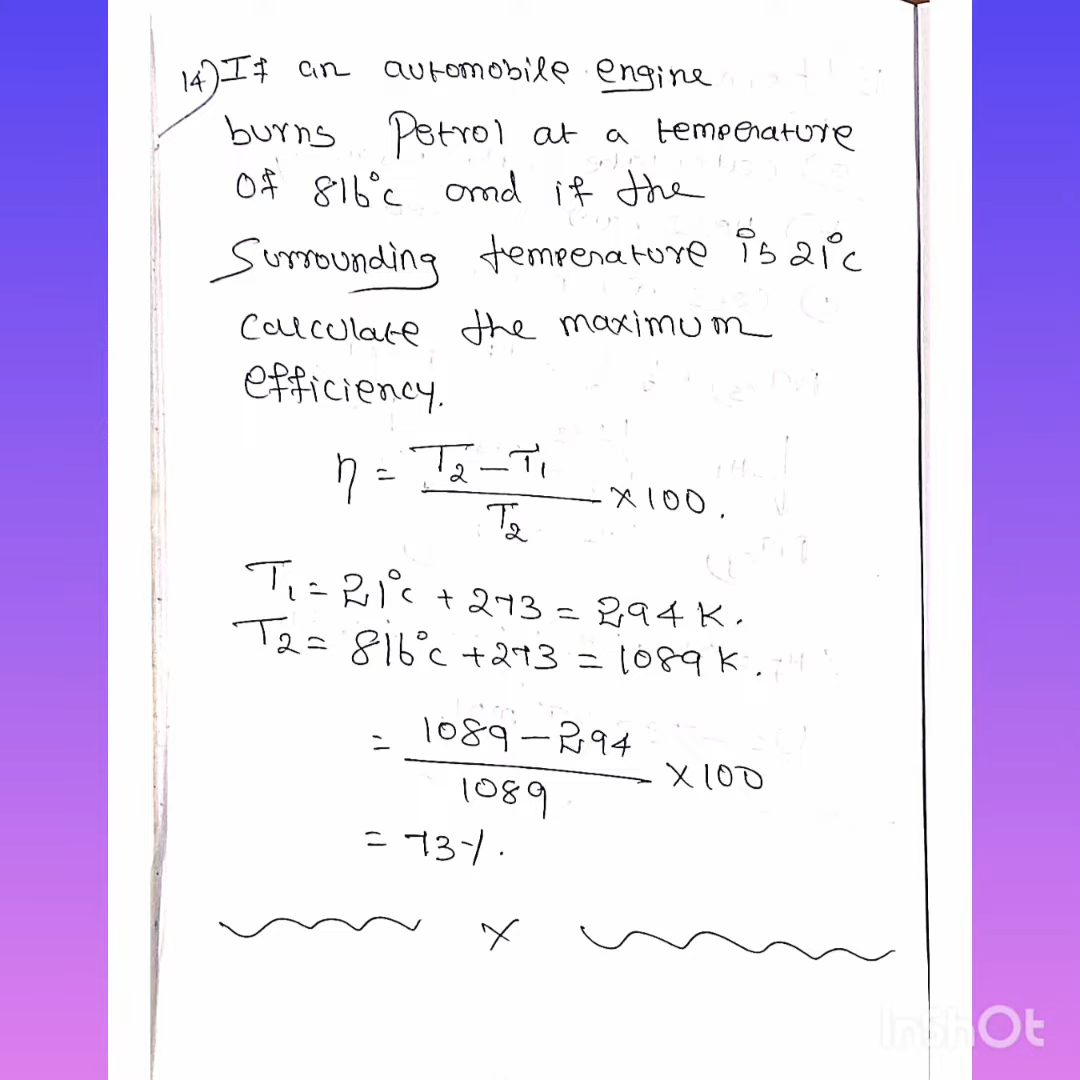 14) If an automobile engine
burns Petrol at a temperature
of 816°c and if the
Surrounding temperature is 21°c
calculate the maximum
efficiency.
η = T₂ – T₁ / T₂ × 100.
T₁ = 21°c + 273 = 294 K.
T₂ = 816°c + 273 = 1089 K.
= 1089 – 294 / 1089 × 100
= 73%.
x
InShOt